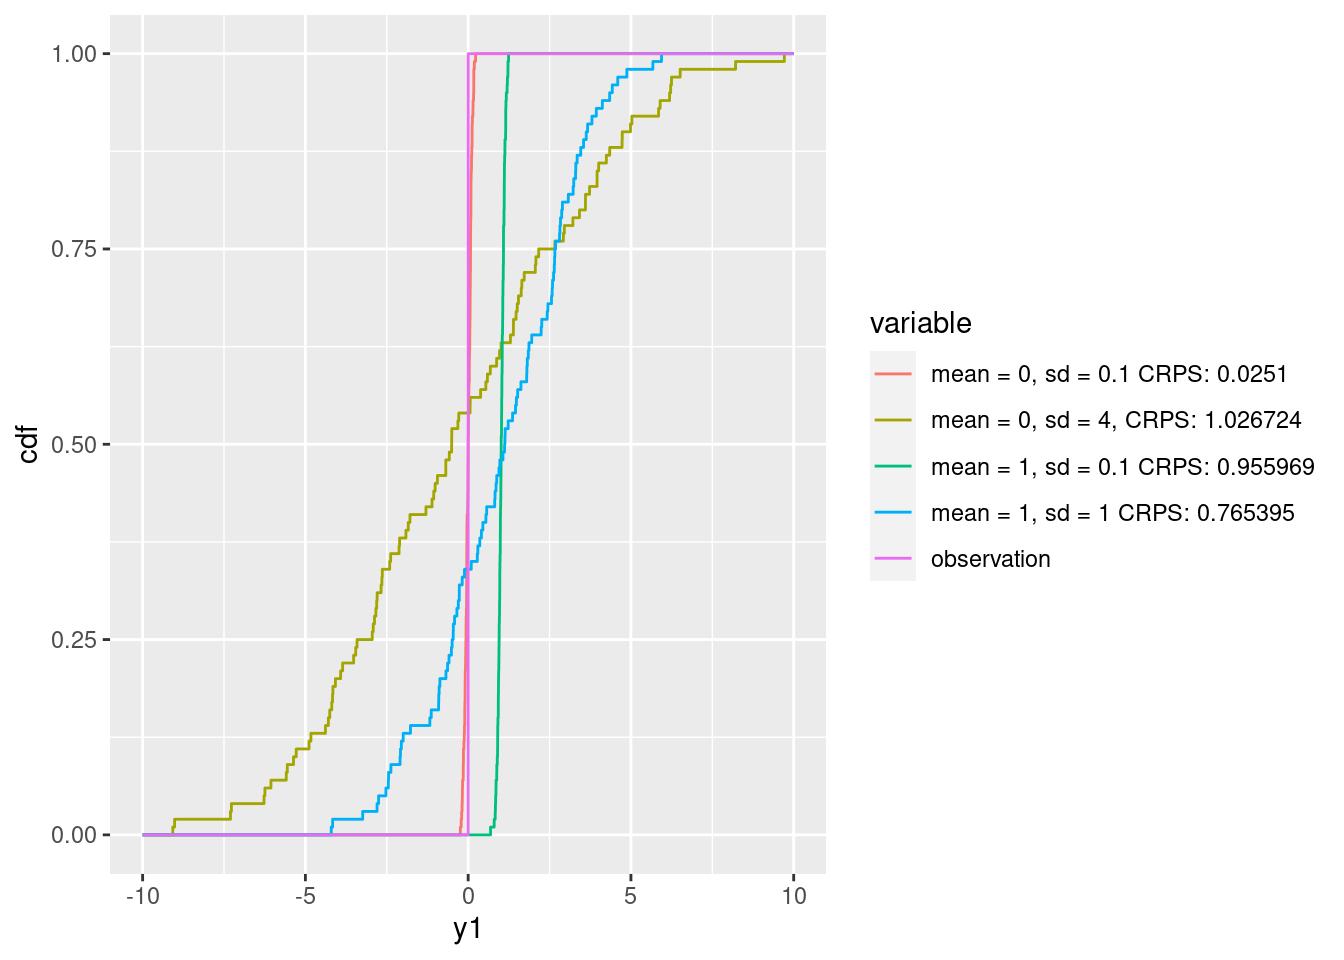 1.00
0.75
0.50
0.25
0.00
cdf
-10
-5
0
5
10
y1
variable
mean = 0, sd = 0.1 CRPS: 0.0251
mean = 0, sd = 4, CRPS: 1.026724
mean = 1, sd = 0.1 CRPS: 0.955969
mean = 1, sd = 1 CRPS: 0.765395
observation